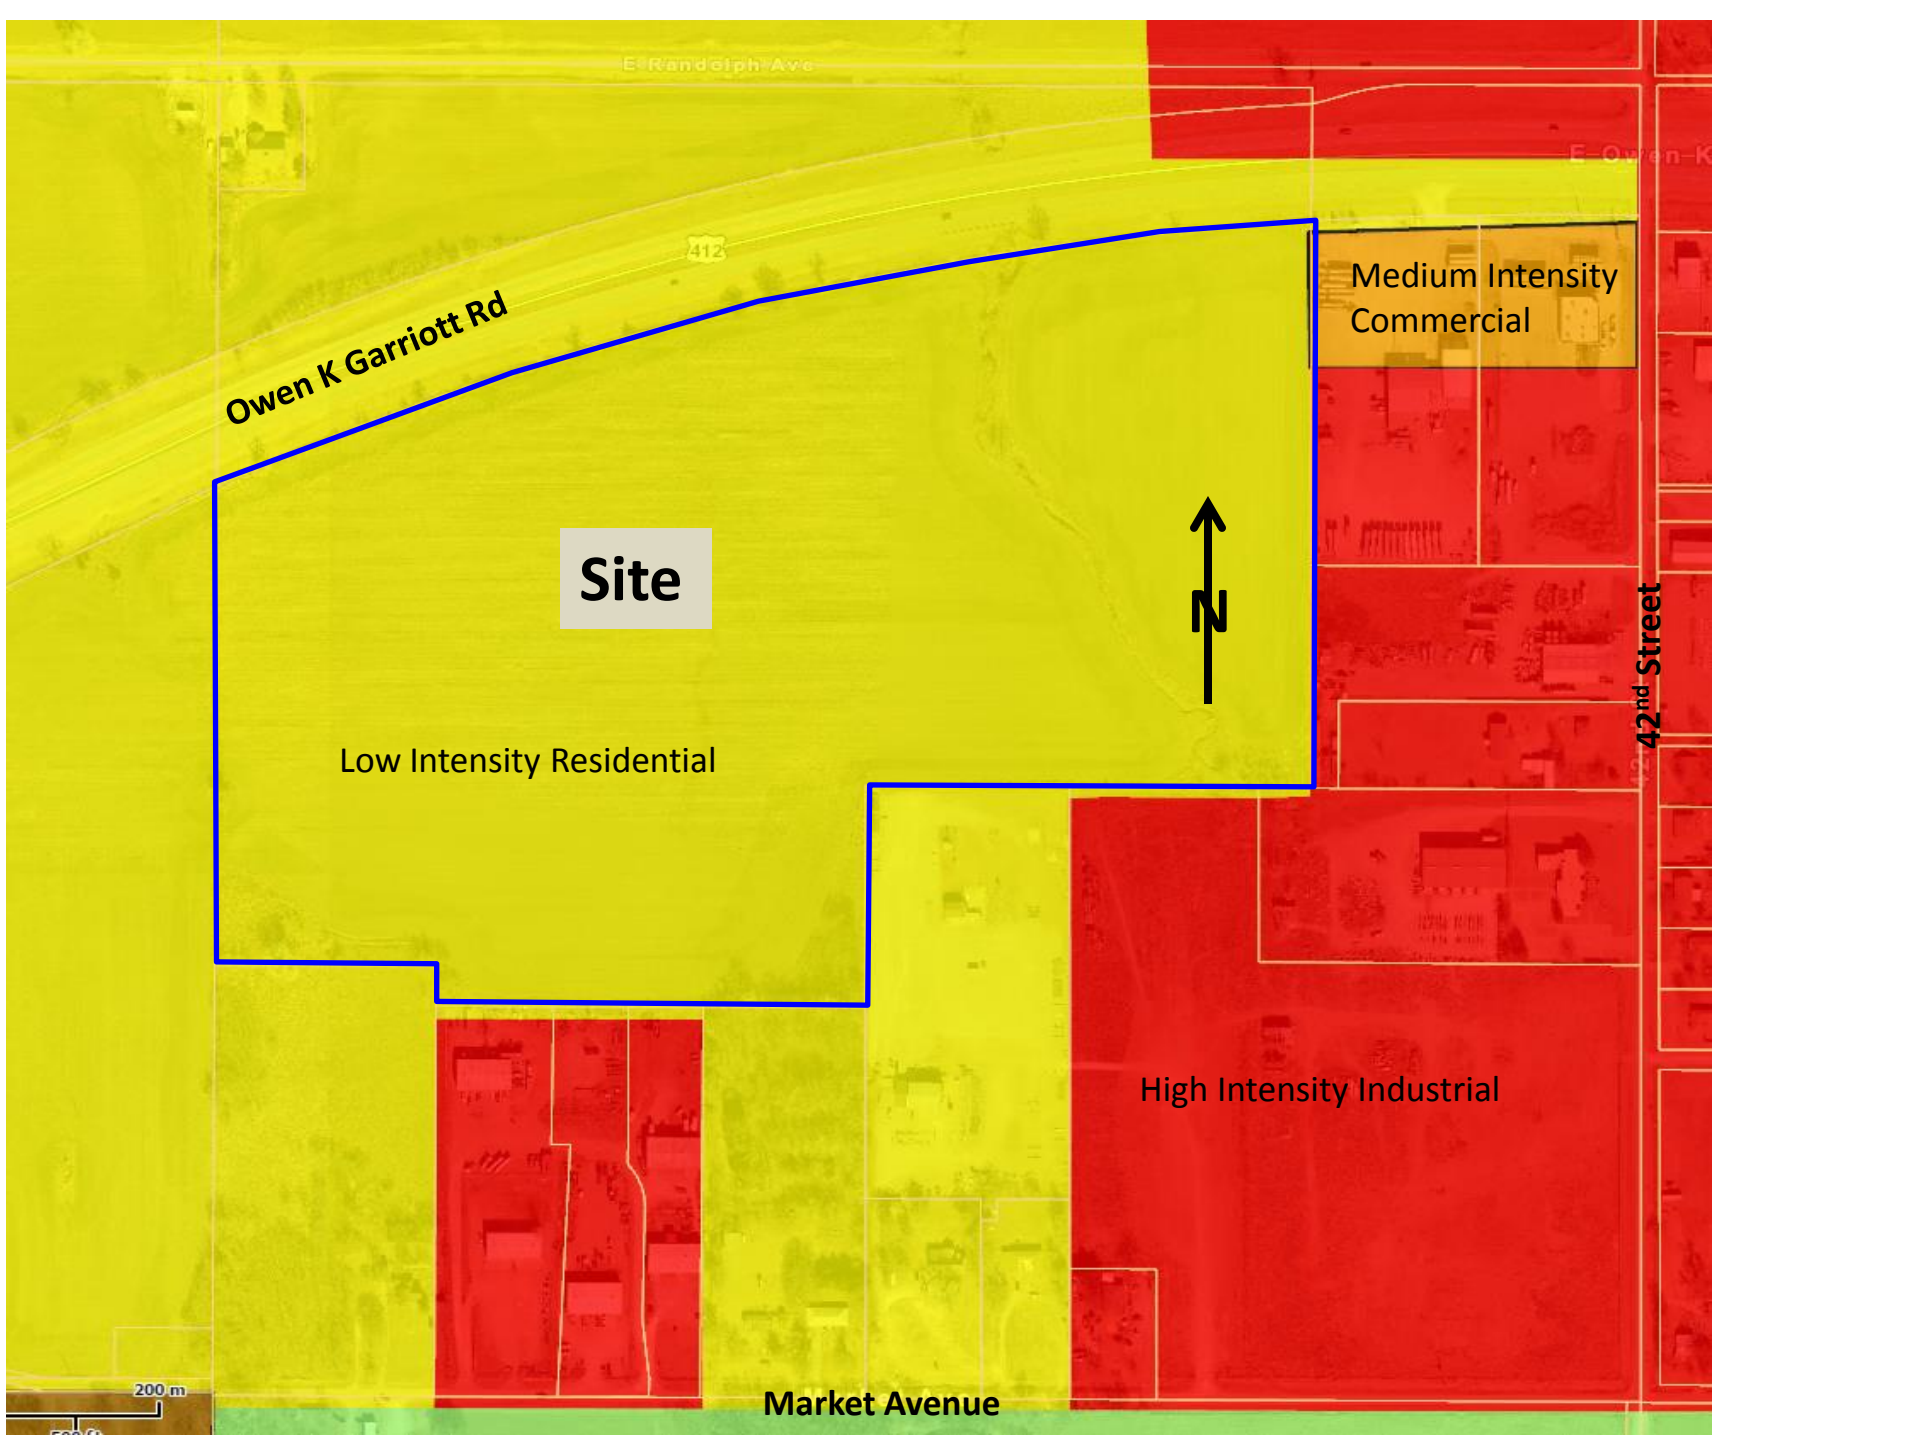 E Randolph Ave
E Owen K
412
Owen K Garriott Rd
Medium Intensity
Commercial
Site
N
42nd Street
Low Intensity Residential
High Intensity Industrial
200 m
Market Avenue